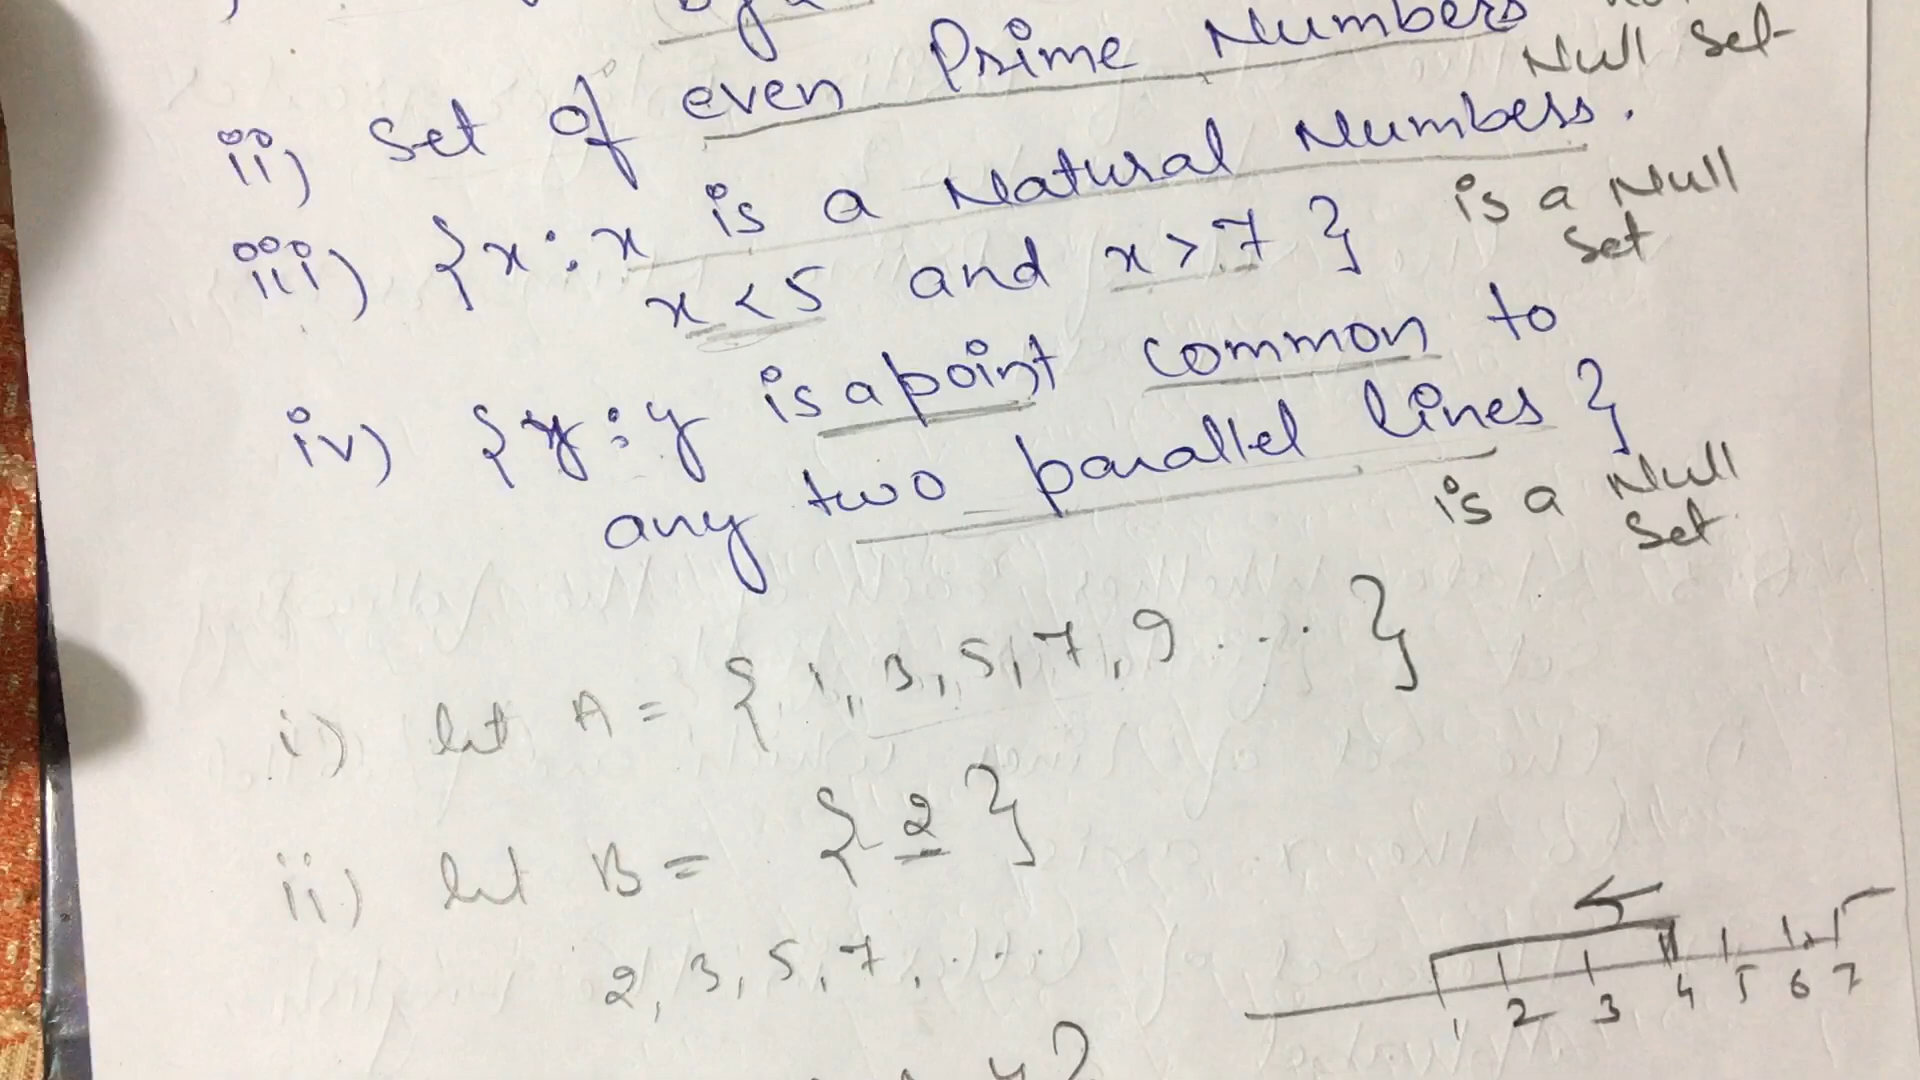 ii) Set of even Prime Numbers
Null Set
iii) {x : x is a Natural Numbers.
x < 5 and x > 7 } is a Null
Set
iv) {y : y is a point common to
any two parallel lines }
is a Null
Set
i) let A = { 1, 3, 5, 7, 9 ... }
ii) let B = { 2 }
2, 3, 5, 7, ....
1 2 3 4 5 6 7